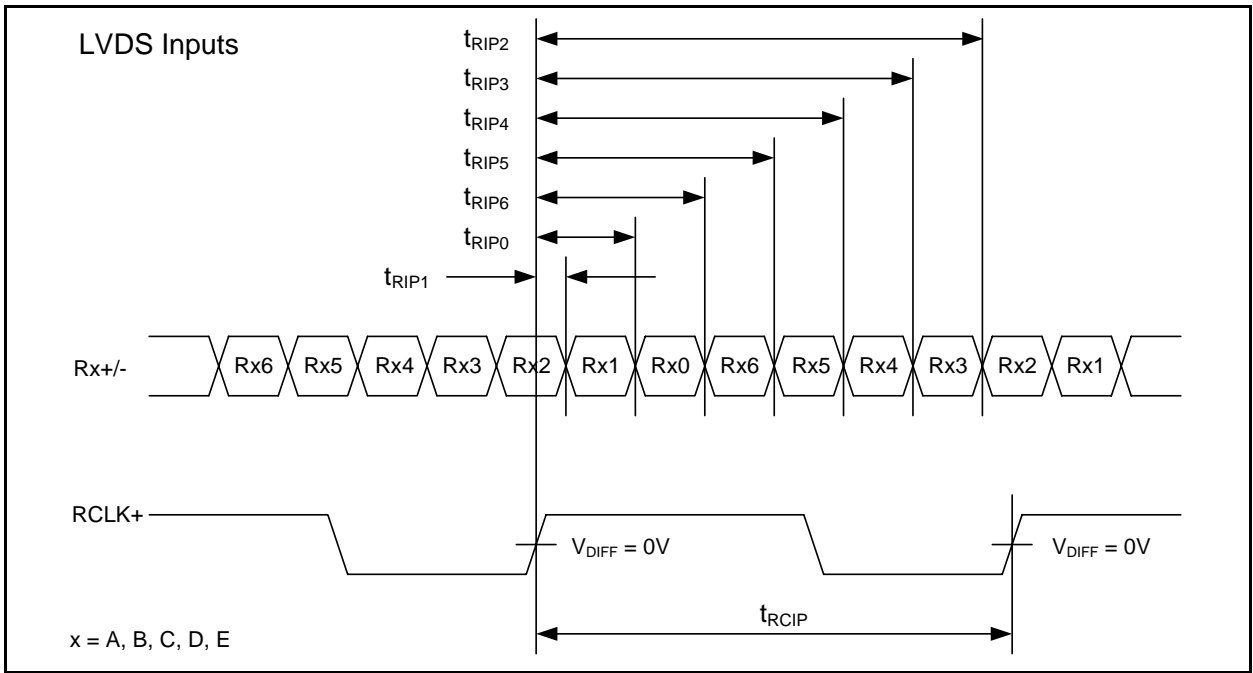 LVDS Inputs
tRIP2
tRIP3
tRIP4
tRIP5
tRIP6
tRIP0
tRIP1
Rx+/- Rx6 Rx5 Rx4 Rx3 Rx2 Rx1 Rx0 Rx6 Rx5 Rx4 Rx3 Rx2 Rx1
RCLK+
VDIFF = 0V VDIFF = 0V
tRCIP
x = A, B, C, D, E